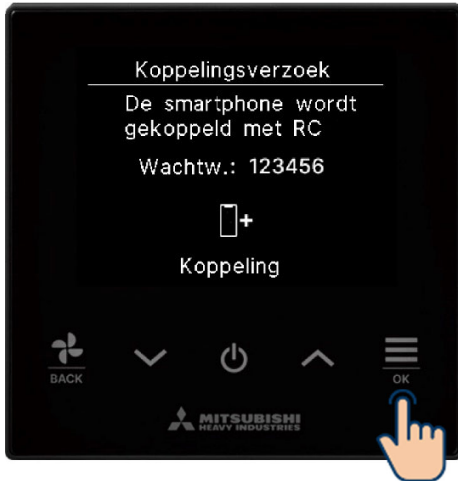 Koppelingsverzoek
De smartphone wordt
gekoppeld met RC
Wachtw.: 123456
Koppeling
BACK
OK
MITSUBISHI
HEAVY INDUSTRIES